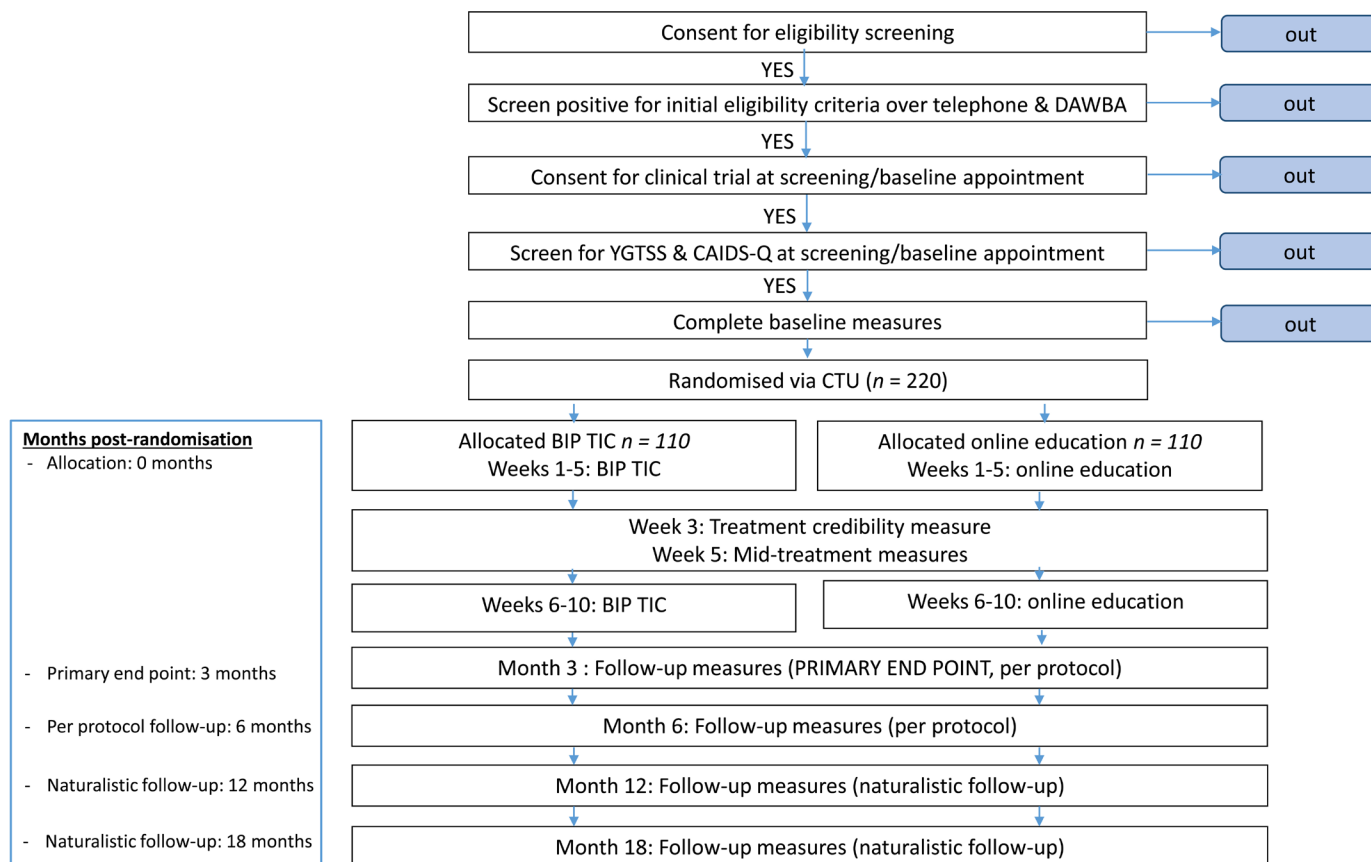 Consent for eligibility screening
out
YES
Screen positive for initial eligibility criteria over telephone & DAWBA
out
YES
Consent for clinical trial at screening/baseline appointment
out
YES
Screen for YGTSS & CAIDS-Q at screening/baseline appointment
out
YES
Complete baseline measures
out
Randomised via CTU (n = 220)
Months post-randomisation
- Allocation: 0 months
Allocated BIP TIC n = 110
Weeks 1-5: BIP TIC
Allocated online education n = 110
Weeks 1-5: online education
Week 3: Treatment credibility measure
Week 5: Mid-treatment measures
Weeks 6-10: BIP TIC
Weeks 6-10: online education
- Primary end point: 3 months
Month 3 : Follow-up measures (PRIMARY END POINT, per protocol)
- Per protocol follow-up: 6 months
Month 6: Follow-up measures (per protocol)
- Naturalistic follow-up: 12 months
Month 12: Follow-up measures (naturalistic follow-up)
- Naturalistic follow-up: 18 months
Month 18: Follow-up measures (naturalistic follow-up)